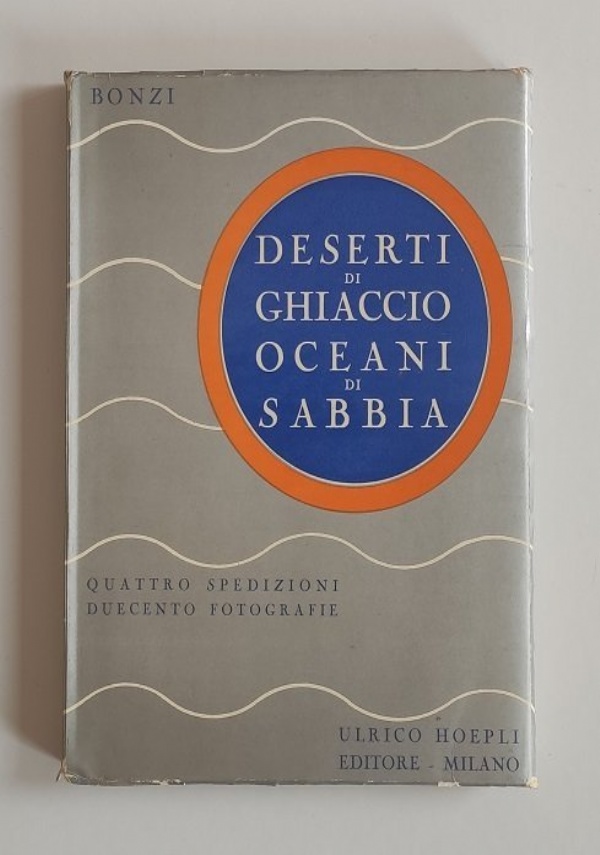 BONZI
DESERTI
DI
GHIACCIO
OCEANI
DI
SABBIA
QUATTRO SPEDIZIONI
DUECENTO FOTOGRAFIE
ULRICO HOEPLI
EDITORE - MILANO